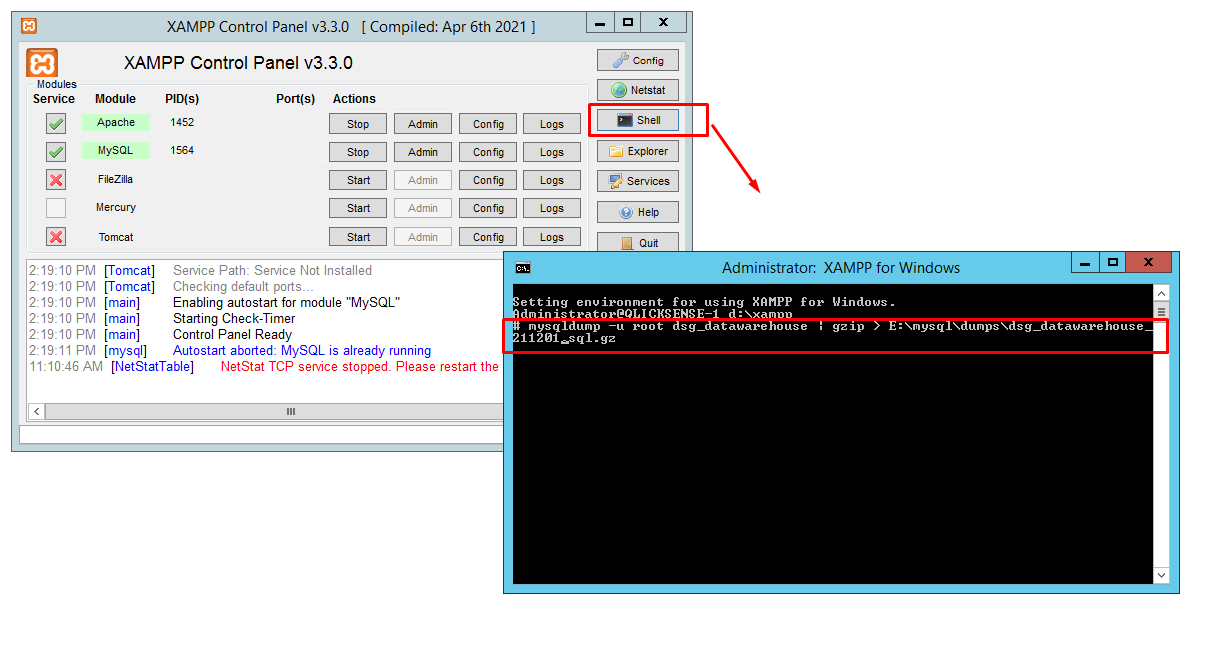 XAMPP Control Panel v3.3.0 [ Compiled: Apr 6th 2021 ]
XAMPP Control Panel v3.3.0
Config
Netstat
Shell
Explorer
Services
Help
Quit
Modules
Service Module PID(s) Port(s) Actions
Apache 1452 Stop Admin Config Logs
MySQL 1564 Stop Admin Config Logs
FileZilla Start Admin Config Logs
Mercury Start Admin Config Logs
Tomcat Start Admin Config Logs
2:19:10 PM [Tomcat] Service Path: Service Not Installed
2:19:10 PM [Tomcat] Checking default ports...
2:19:10 PM [main] Enabling autostart for module "MySQL"
2:19:10 PM [main] Starting Check-Timer
2:19:10 PM [main] Control Panel Ready
2:19:11 PM [mysql] Autostart aborted: MySQL is already running
11:10:46 AM [NetStatTable] NetStat TCP service stopped. Please restart the
Administrator: XAMPP for Windows
Setting environment for using XAMPP for Windows.
Administrator@QLICKSENSE-1 d:\xampp
# mysqldump -u root dsg_datawarehouse | gzip > E:\mysql\dumps\dsg_datawarehouse_
211201_sql.gz